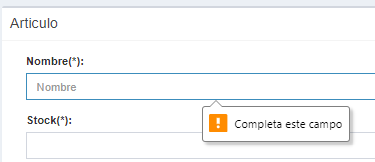 Articulo
Nombre(*):
Nombre
Completa este campo
Stock(*):